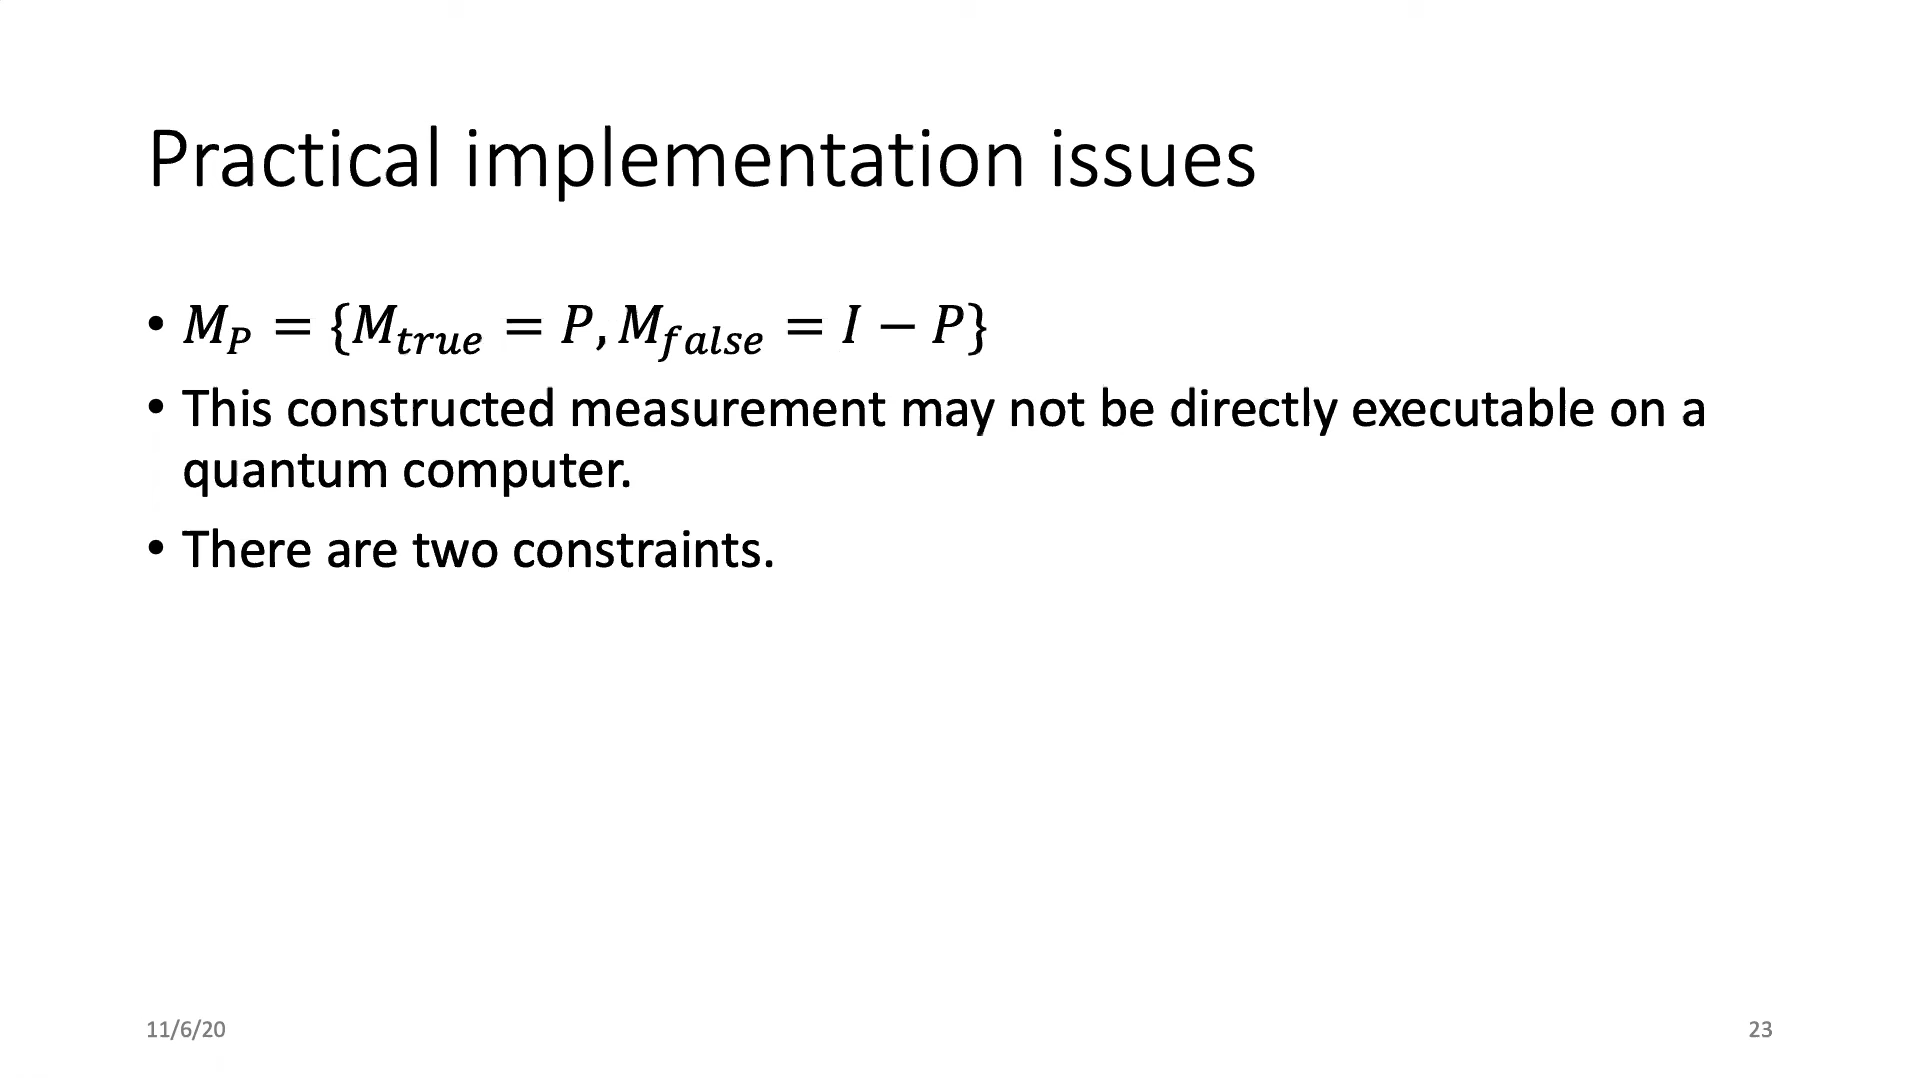 Practical implementation issues
• 𝑀_𝑃 = {𝑀_𝑡𝑟𝑢𝑒 = 𝑃, 𝑀_𝑓𝑎𝑙𝑠𝑒 = 𝐼 − 𝑃}
• This constructed measurement may not be directly executable on a
quantum computer.
• There are two constraints.
11/6/20
23